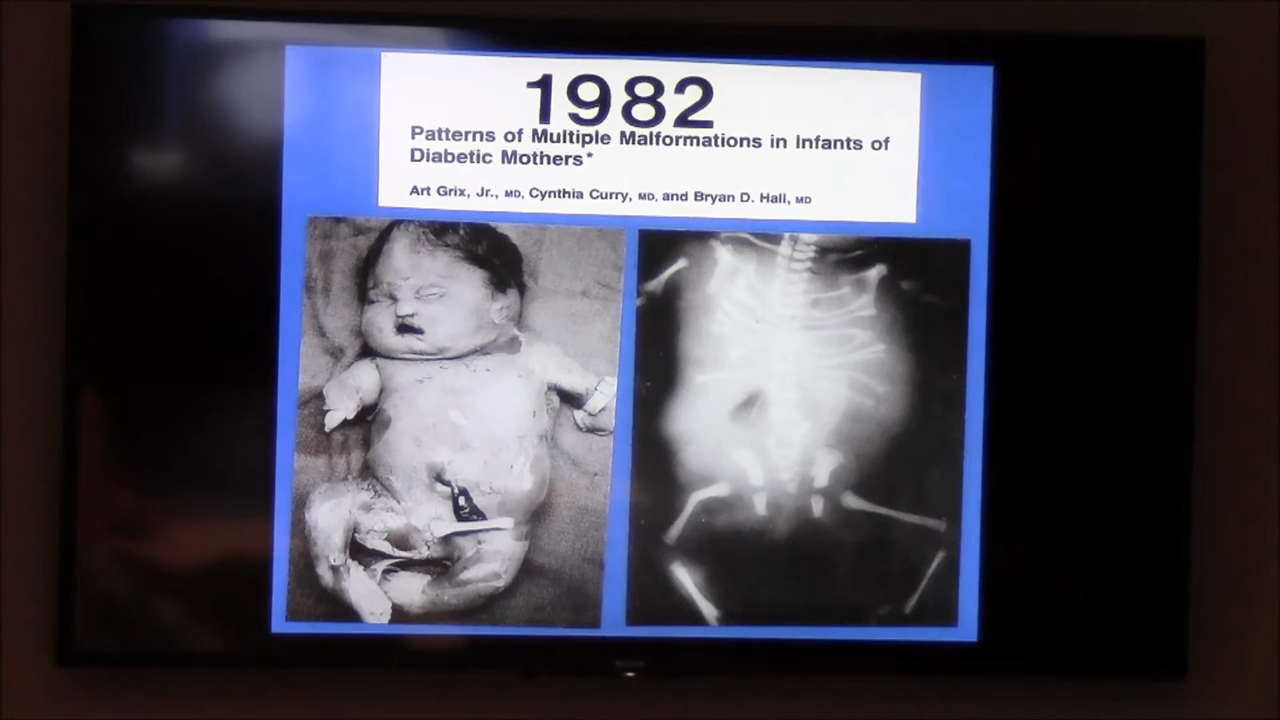 1982
Patterns of Multiple Malformations in Infants of
Diabetic Mothers*
Art Grix, Jr., MD, Cynthia Curry, MD, and Bryan D. Hall, MD